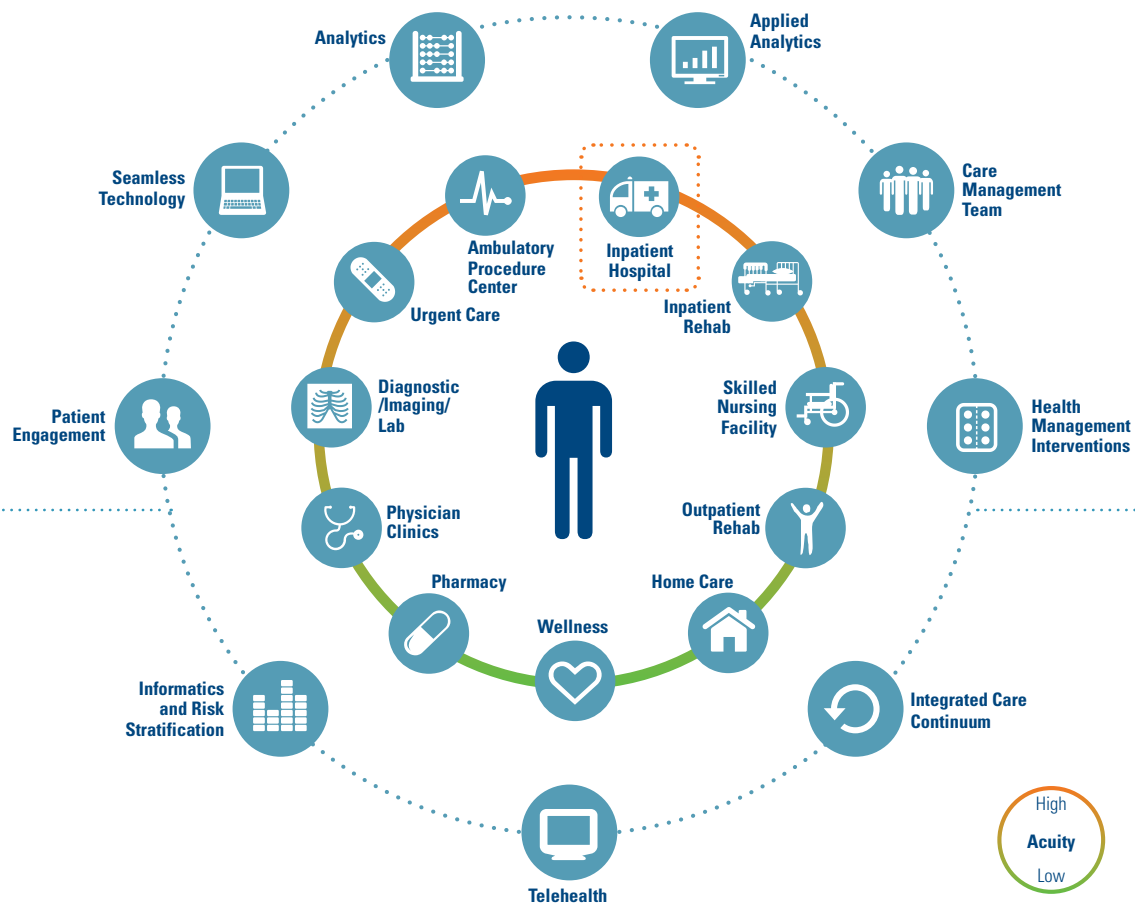 Analytics
Applied
Analytics
Seamless
Technology
Care
Management
Team
Ambulatory
Procedure
Center
Inpatient
Hospital
Urgent Care
Inpatient
Rehab
Patient
Engagement
Diagnostic
/Imaging/
Lab
Skilled
Nursing
Facility
Health
Management
Interventions
Physician
Clinics
Outpatient
Rehab
Pharmacy
Home Care
Wellness
Informatics
and Risk
Stratification
Integrated Care
Continuum
Telehealth
High
Acuity
Low